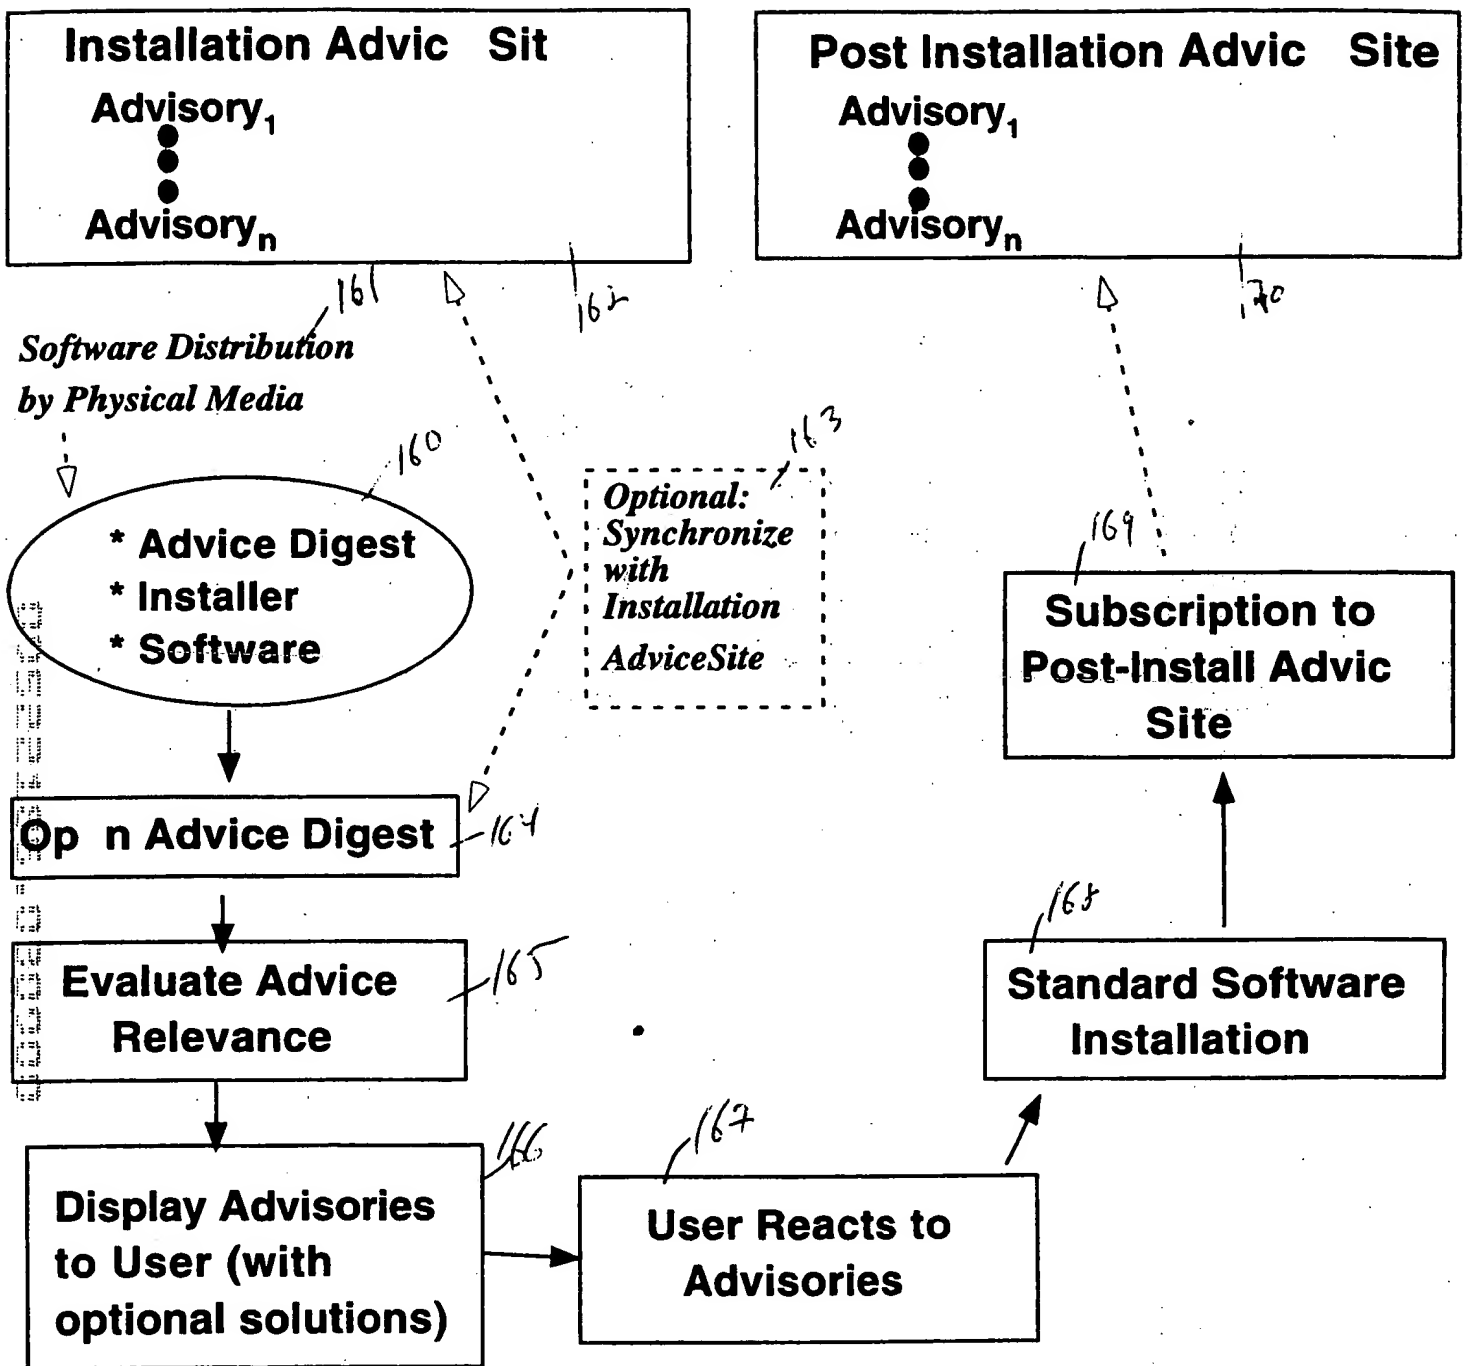 Installation Advic Sit
Advisory1
Advisoryn
161
162
Post Installation Advic Site
Advisory1
Advisoryn
170
Software Distribution
by Physical Media
160
* Advice Digest
* Installer
* Software
163
Optional:
Synchronize
with
Installation
AdviceSite
169
Subscription to
Post-Install Advic
Site
Op n Advice Digest
164
Evaluate Advice
Relevance
165
168
Standard Software
Installation
166
Display Advisories
to User (with
optional solutions)
167
User Reacts to
Advisories